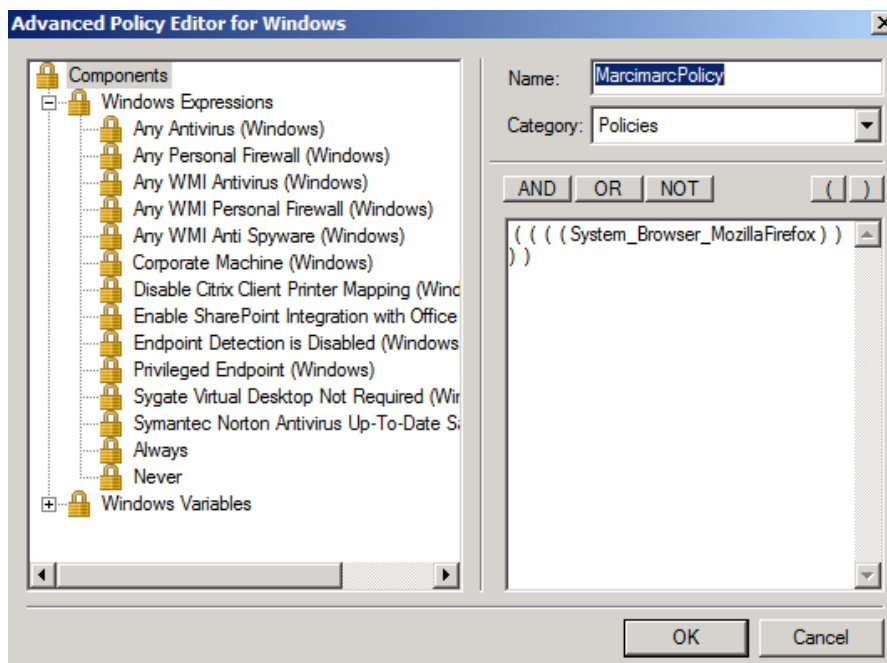 Advanced Policy Editor for Windows
Components
Windows Expressions
Any Antivirus (Windows)
Any Personal Firewall (Windows)
Any WMI Antivirus (Windows)
Any WMI Personal Firewall (Windows)
Any WMI Anti Spyware (Windows)
Corporate Machine (Windows)
Disable Citrix Client Printer Mapping (Wind
Enable SharePoint Integration with Office
Endpoint Detection is Disabled (Windows
Privileged Endpoint (Windows)
Sygate Virtual Desktop Not Required (Wir
Symantec Norton Antivirus Up-To-Date Sa
Always
Never
Windows Variables
Name: MarcimarcPolicy
Category: Policies
AND OR NOT ( )
( ( ( ( System_Browser_MozillaFirefox ) )
) )
OK Cancel